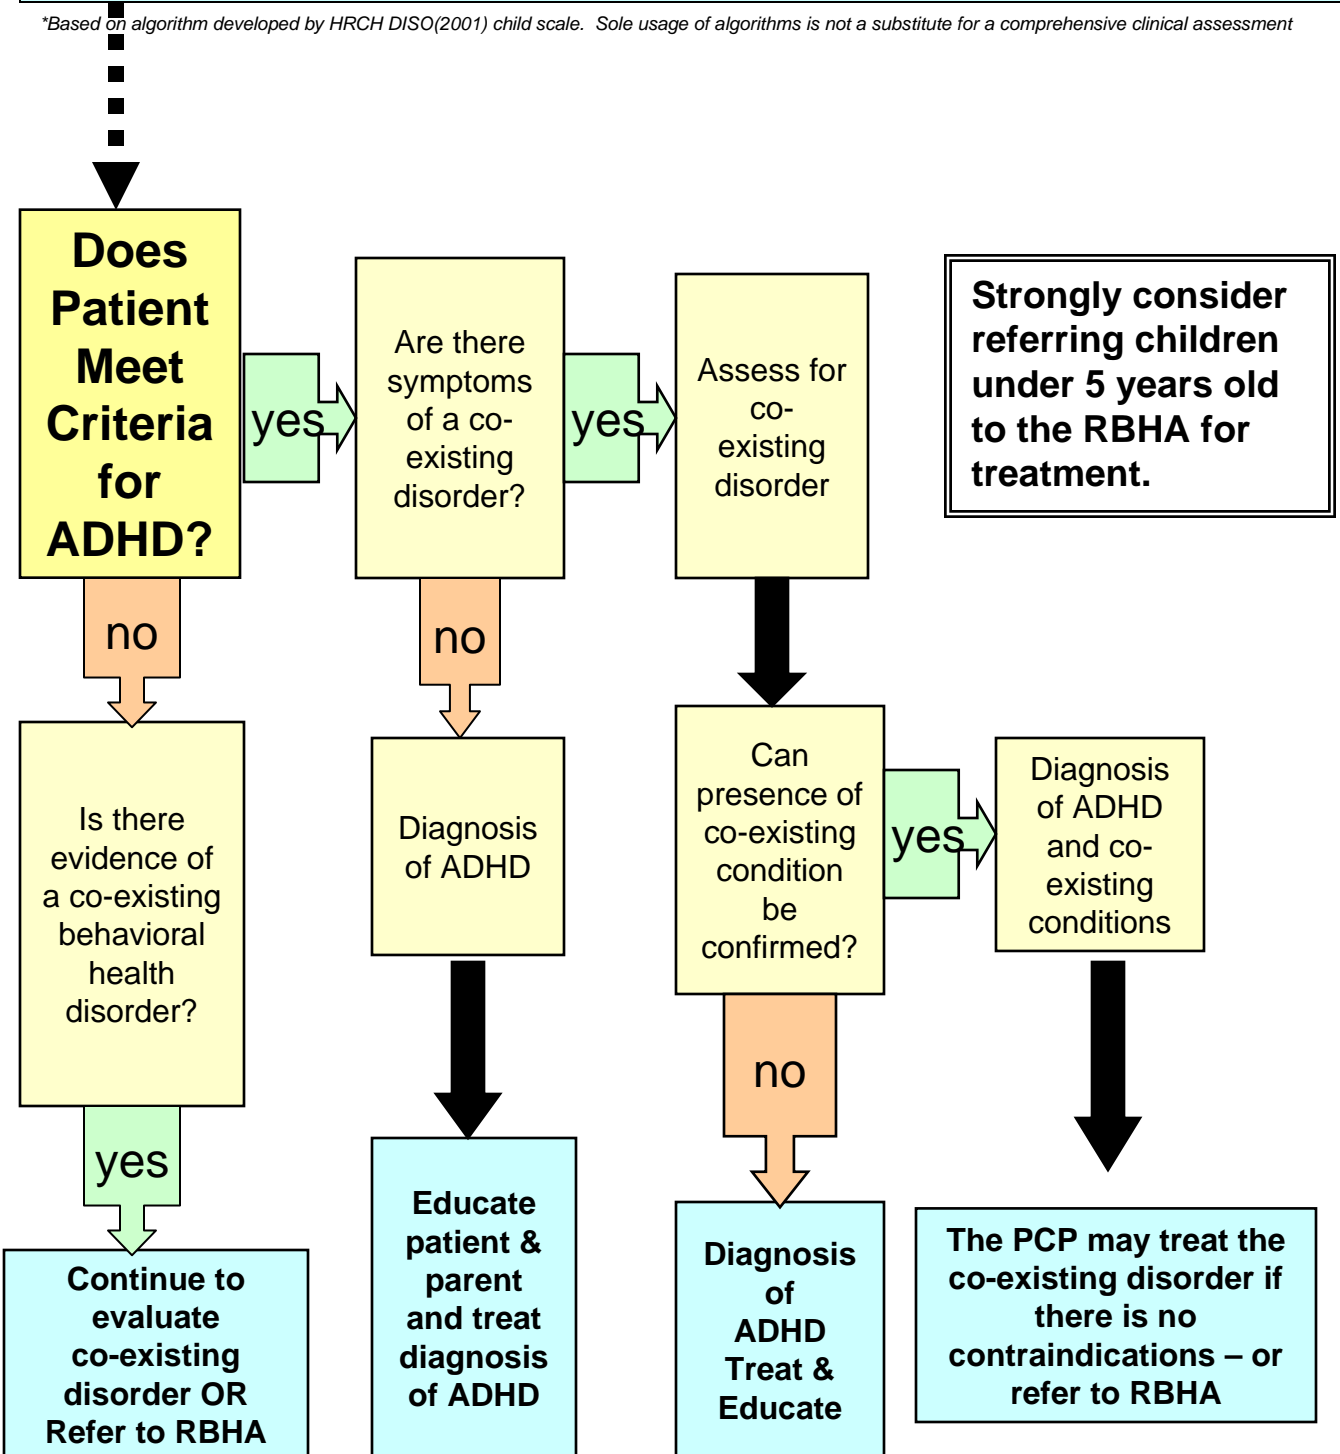 *Based on algorithm developed by HRCH DISO(2001) child scale.  Sole usage of algorithms is not a substitute for a comprehensive clinical assessment
Does
Patient
Meet
Criteria
for
ADHD?
yes
Are there
symptoms
of a co-
existing
disorder?
yes
Assess for
co-
existing
disorder
Strongly consider
referring children
under 5 years old
to the RBHA for
treatment.
no
no
Is there
evidence of
a co-existing
behavioral
health
disorder?
Diagnosis
of ADHD
Can
presence of
co-existing
condition
be
confirmed?
yes
Diagnosis
of ADHD
and co-
existing
conditions
yes
no
Continue to
evaluate
co-existing
disorder OR
Refer to RBHA
Educate
patient &
parent
and treat
diagnosis
of ADHD
Diagnosis
of
ADHD
Treat &
Educate
The PCP may treat the
co-existing disorder if
there is no
contraindications – or
refer to RBHA